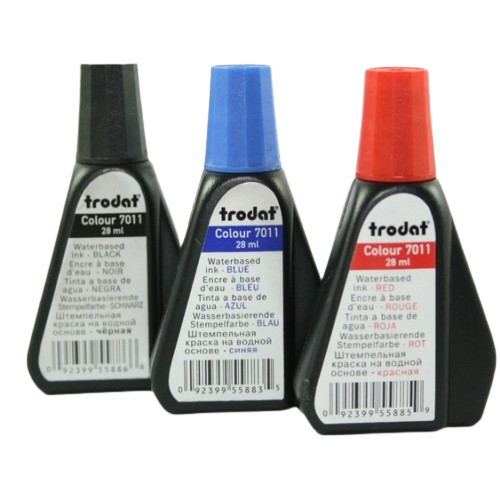 trodat
Colour 7011
28 ml
Waterbased
ink - BLACK
Encre à base
d'eau - NOIR
Tinta a base de
agua - NEGRA
Wasserbasierende
Stempelfarbe - SCHWARZ
Штемпельная
краска на водной
основе - чёрная
0 92399 55886 6
trodat
Colour 7011
28 ml
Waterbased
ink - BLUE
Encre à base
d'eau - BLEU
Tinta a base de
agua - AZUL
Wasserbasierende
Stempelfarbe - BLAU
Штемпельная
краска на водной
основе - синяя
0 92399 55883 5
trodat
Colour 7011
28 ml
Waterbased
ink - RED
Encre à base
d'eau - ROUGE
Tinta a base de
agua - ROJA
Wasserbasierende
Stempelfarbe - ROT
Штемпельная
краска на водной
основе - красная
0 92399 55885 9